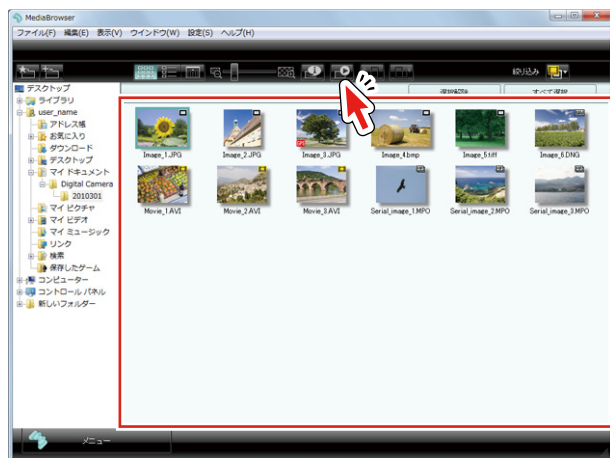 MediaBrowser
ファイル(F) 編集(E) 表示(V) ウインドウ(W) 設定(S) ヘルプ(H)
絞り込み
デスクトップ
選択解除 すべて選択
ライブラリ
user_name
アドレス帳
お気に入り
ダウンロード
デスクトップ
マイ ドキュメント
Digital Camera
2010301
マイ ピクチャ
マイ ビデオ
マイ ミュージック
リンク
検索
保存したゲーム
コンピューター
コントロール パネル
新しいフォルダー
GPS
Image_1.JPG Image_2.JPG Image_3.JPG Image_4.bmp Image_5.tiff Image_6.DNG
Movie_1.AVI Movie_2.AVI Movie_3.AVI Serial_image_1.MPO Serial_image_2.MPO Serial_image_3.MPO
メニュー